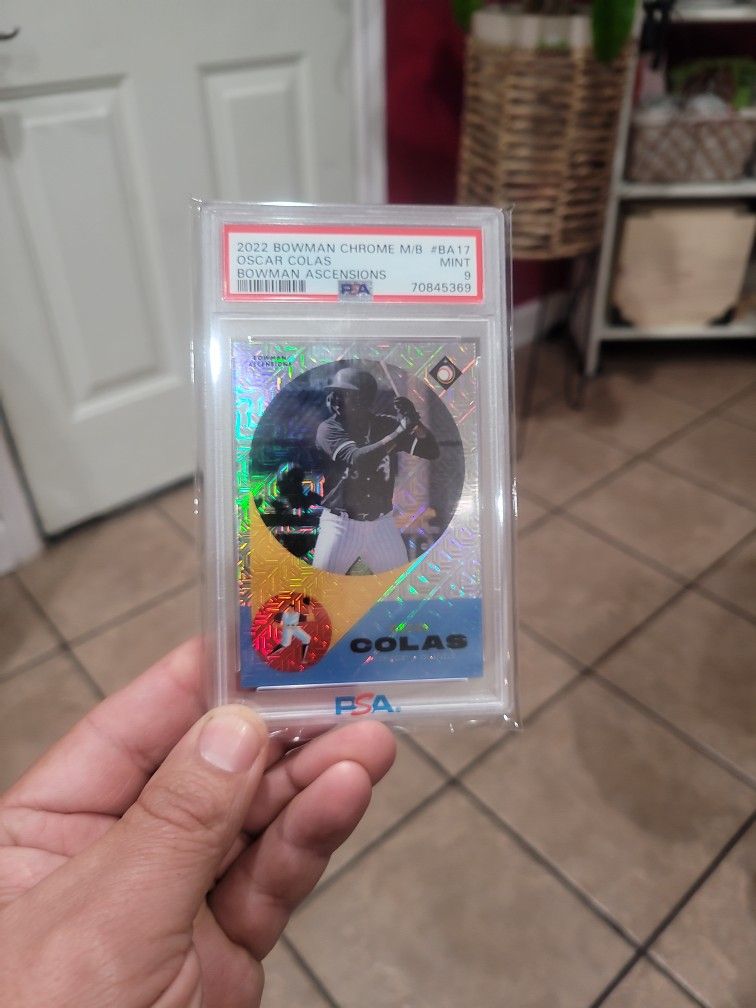 2022 BOWMAN CHROME M/B #BA17
OSCAR COLAS MINT
BOWMAN ASCENSIONS 9
PSA 70845369
BOWMAN
ASCENSIONS
COLAS
PSA